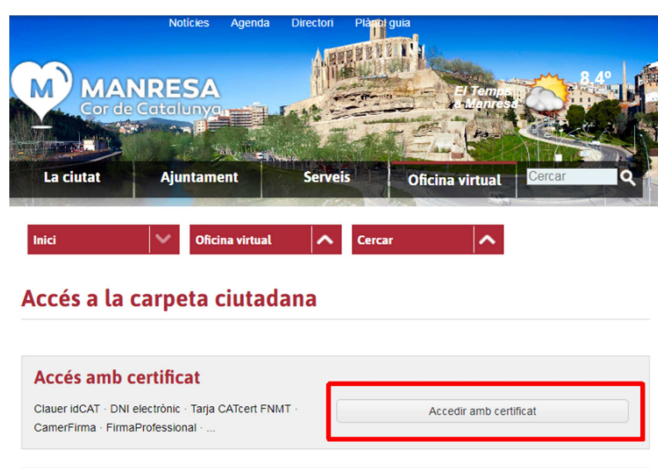 Notícies Agenda Directori Plànol guia
MANRESA
Cor de Catalunya
El Temps
a Manresa
8,4º
La ciutat Ajuntament Serveis Oficina virtual Cercar
Inici Oficina virtual Cercar
Accés a la carpeta ciutadana
Accés amb certificat
Clauer idCAT · DNI electrònic · Tarja CATcert FNMT ·
CamerFirma · FirmaProfessional · ...
Accedir amb certificat